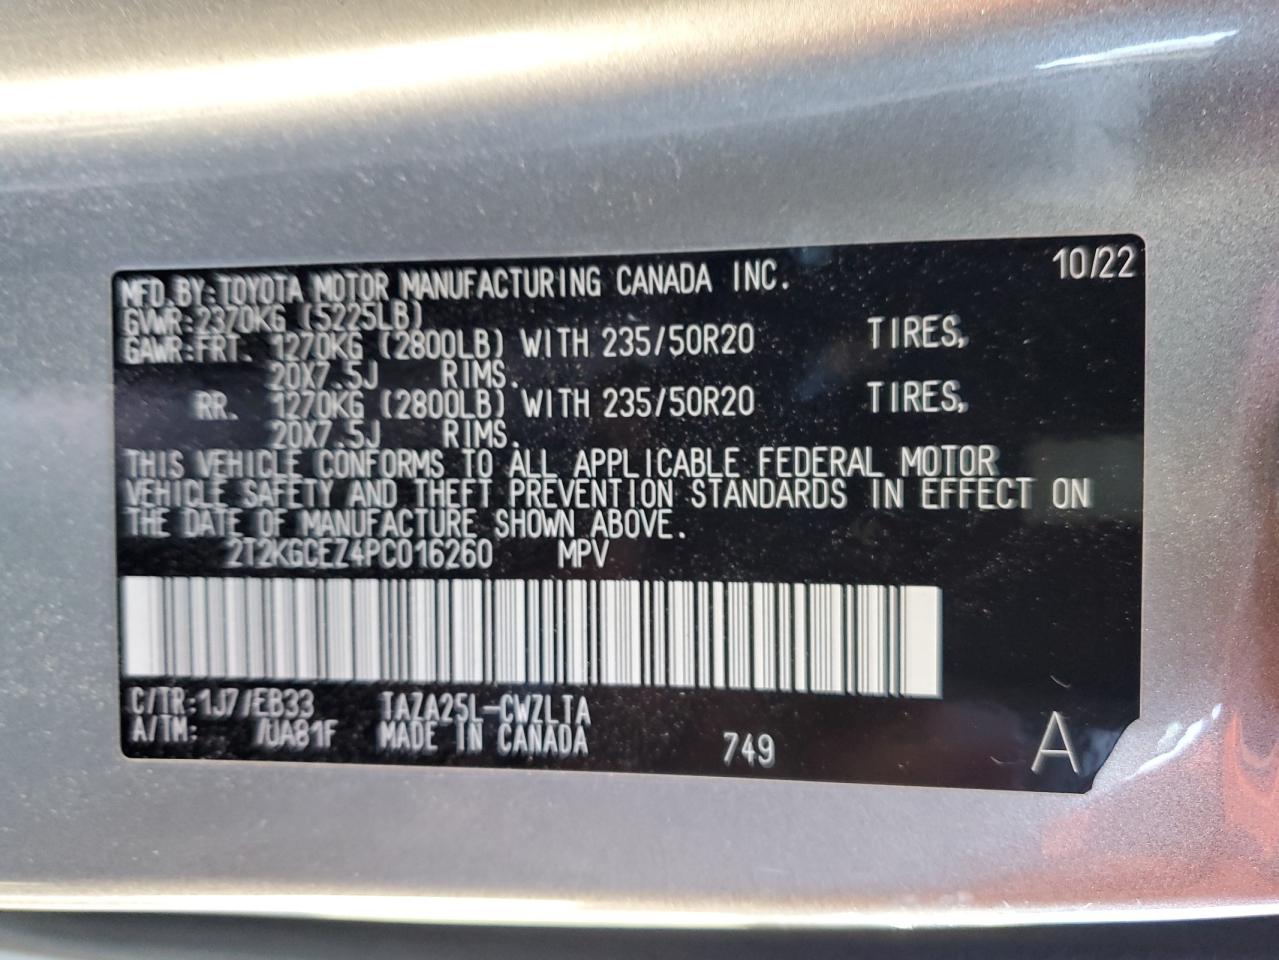 10/22
MFD.BY:TOYOTA MOTOR MANUFACTURING CANADA INC.
GVWR:2370KG (5225LB)
GAWR:FRT. 1270KG (2800LB) WITH 235/50R20 TIRES,
20X7.5J RIMS.
RR. 1270KG (2800LB) WITH 235/50R20 TIRES,
20X7.5J RIMS.
THIS VEHICLE CONFORMS TO ALL APPLICABLE FEDERAL MOTOR
VEHICLE SAFETY AND THEFT PREVENTION STANDARDS IN EFFECT ON
THE DATE OF MANUFACTURE SHOWN ABOVE.
2T2KGCEZ4PC016260 MPV
C/TR:1J7/EB33 TAZA25L-CWZLTA
A/TM: /UA81F MADE IN CANADA 749 A